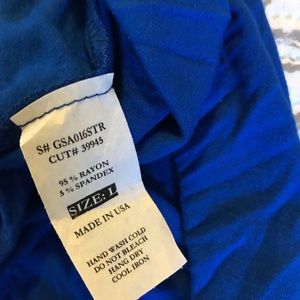 S# GSA016STR
CUT# 39945
95% RAYON
5% SPANDEX
SIZE: L
MADE IN USA
HAND WASH COLD
DO NOT BLEACH
HANG DRY
COOL IRON